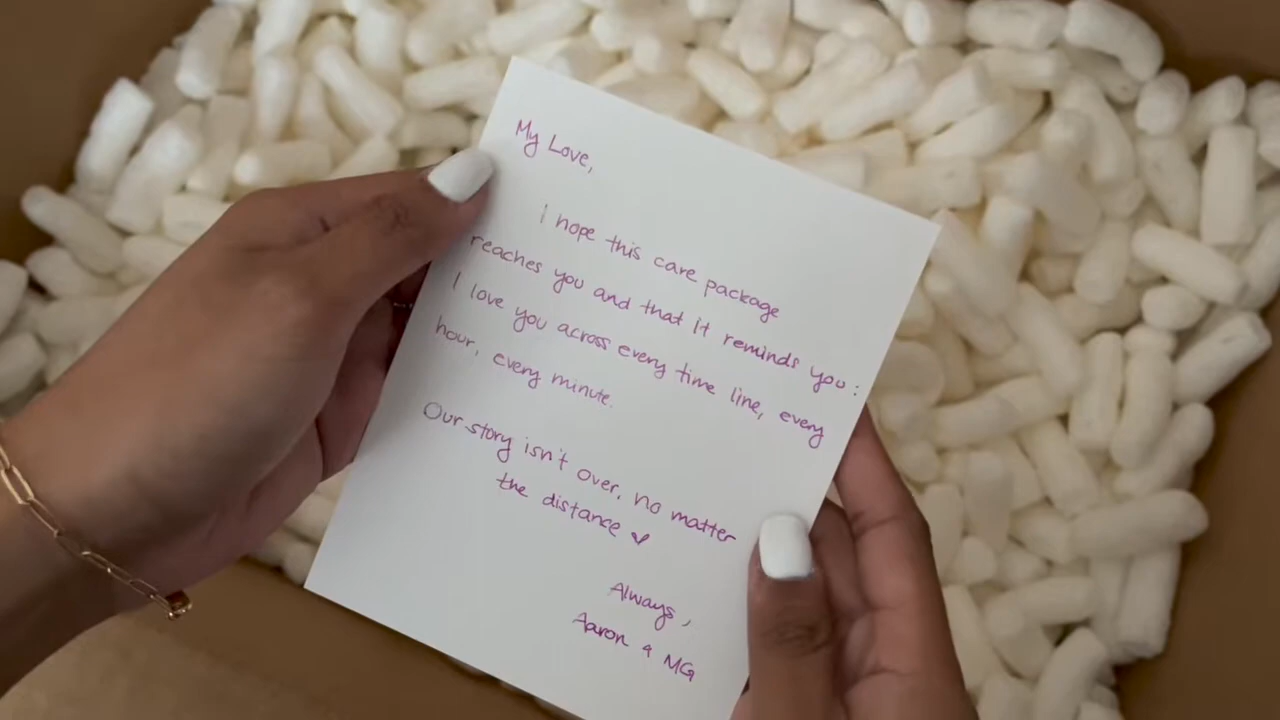 My Love,
I hope this care package
reaches you and that it reminds you:
I love you across every time line, every
hour, every minute.
Our story isn't over, no matter
the distance ♥
Always,
Aaron & MG